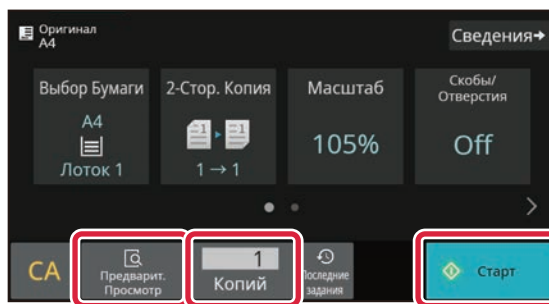 Оригинал
A4
Сведения
Выбор Бумаги
A4
Лоток 1
2-Стор. Копия
1 → 1
Масштаб
105%
Скобы/
Отверстия
Off
CA
Предварит.
Просмотр
1
Копий
Последние
задания
Старт